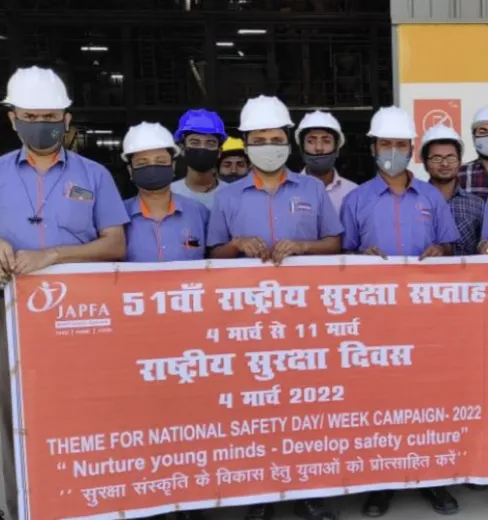 JAPFA
51वाँ राष्ट्रीय सुरक्षा सप्ताह
4 मार्च से 11 मार्च
राष्ट्रीय सुरक्षा दिवस
4 मार्च 2022
THEME FOR NATIONAL SAFETY DAY/ WEEK CAMPAIGN- 2022
“ Nurture young minds - Develop safety culture”
‘‘ सुरक्षा संस्कृति के विकास हेतु युवाओं को प्रोत्साहित करें’’